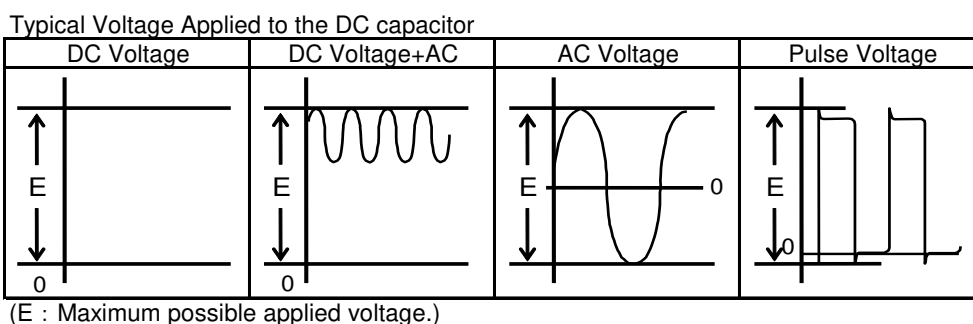 Typical Voltage Applied to the DC capacitor
DC Voltage DC Voltage+AC AC Voltage Pulse Voltage
E E E 0 E
0
0 0
(E : Maximum possible applied voltage.)